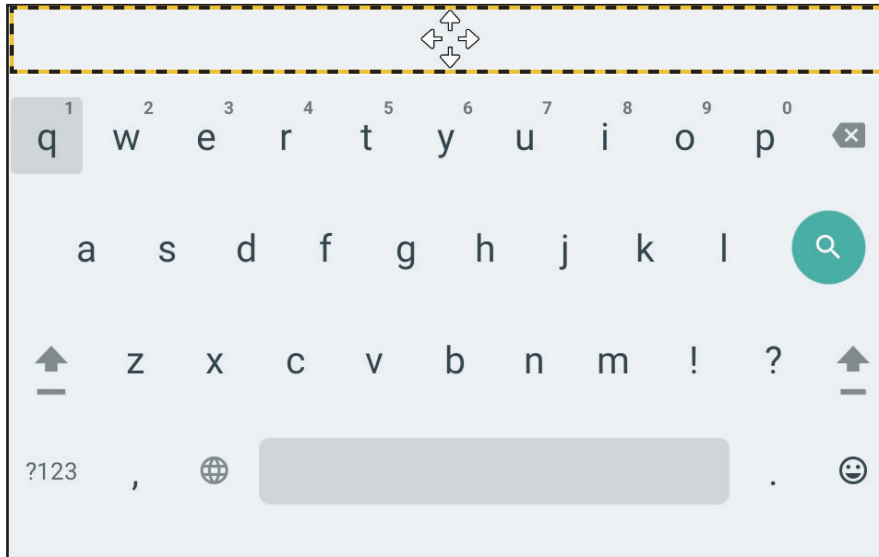 1 2 3 4 5 6 7 8 9 0
q w e r t y u i o p
a s d f g h j k l
z x c v b n m ! ?
?123 , .